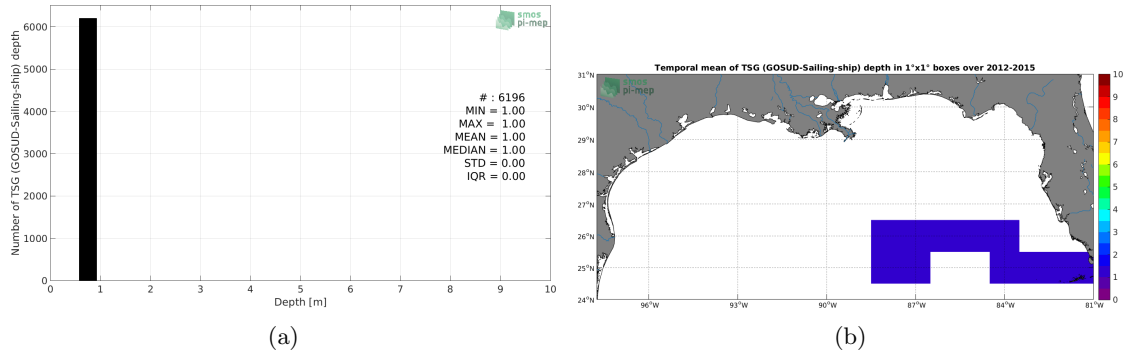 smos
pi-mep
Number of TSG (GOSUD-Sailing-ship) depth
6000
5000
4000
3000
2000
1000
0
# : 6196
MIN = 1.00
MAX = 1.00
MEAN = 1.00
MEDIAN = 1.00
STD = 0.00
IQR = 0.00
0 1 2 3 4 5 6 7 8 9 10
Depth [m]
(a)
Temporal mean of TSG (GOSUD-Sailing-ship) depth in 1°x1° boxes over 2012-2015
smos
pi-mep
31°N
30°N
29°N
28°N
27°N
26°N
25°N
24°N
96°W 93°W 90°W 87°W 84°W 81°W
10
9
8
7
6
5
4
3
2
1
0
(b)